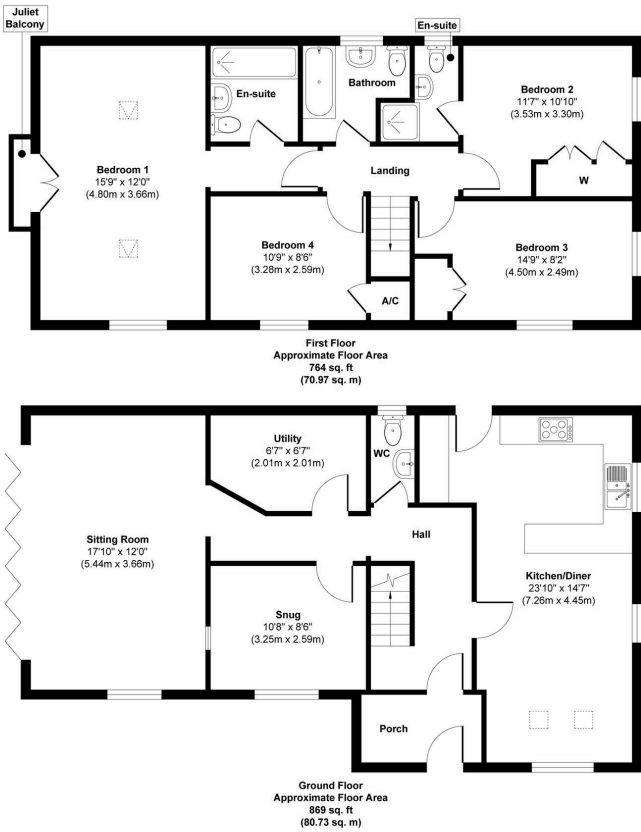 Juliet
Balcony
En-suite
En-suite
Bathroom
Bedroom 2
11'7" x 10'10"
(3.53m x 3.30m)
Bedroom 1
15'9" x 12'0"
(4.80m x 3.66m)
Landing
W
Bedroom 4
10'9" x 8'6"
(3.28m x 2.59m)
Bedroom 3
14'9" x 8'2"
(4.50m x 2.49m)
A/C
First Floor
Approximate Floor Area
764 sq. ft
(70.97 sq. m)
Utility
6'7" x 6'7"
(2.01m x 2.01m)
WC
Sitting Room
17'10" x 12'0"
(5.44m x 3.66m)
Hall
Kitchen/Diner
23'10" x 14'7"
(7.26m x 4.45m)
Snug
10'8" x 8'6"
(3.25m x 2.59m)
Porch
Ground Floor
Approximate Floor Area
869 sq. ft
(80.73 sq. m)